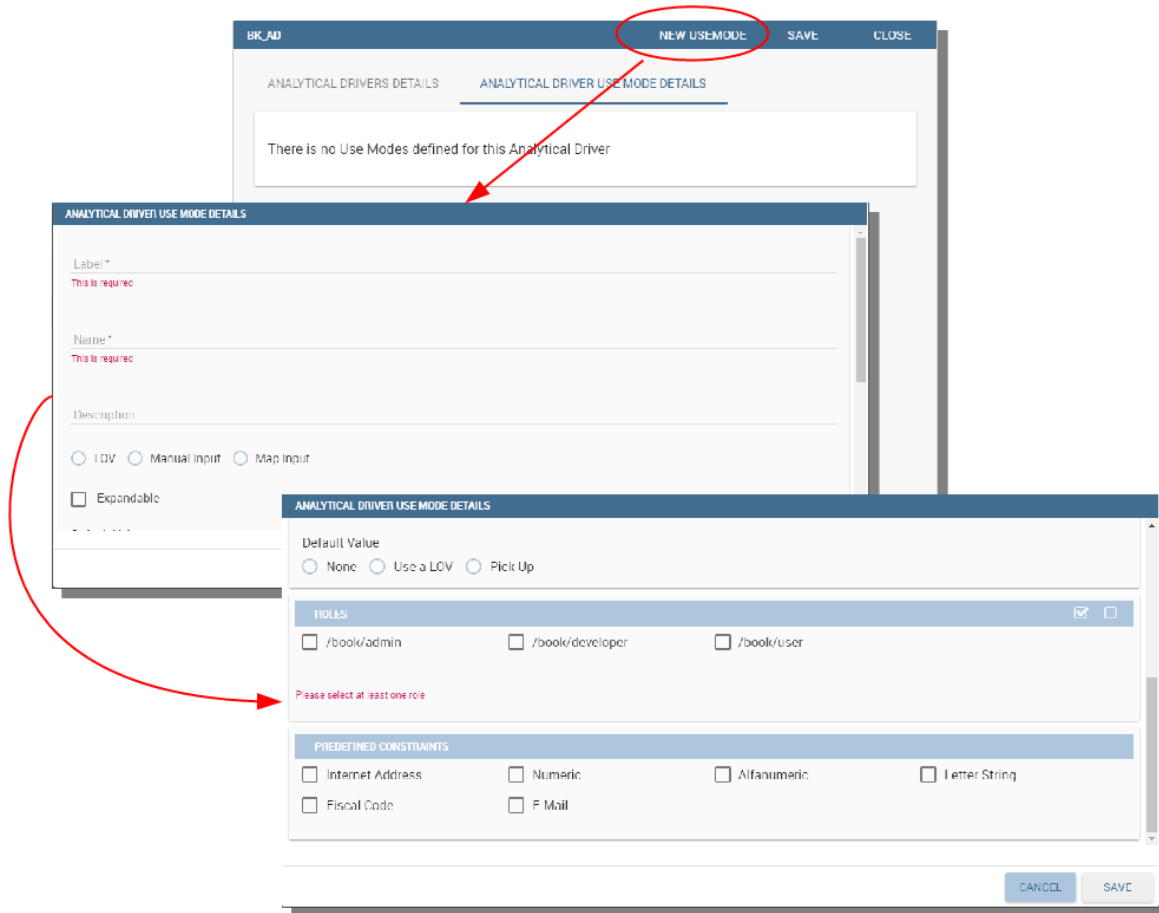 BK_AD NEW USEMODE SAVE CLOSE
ANALYTICAL DRIVERS DETAILS ANALYTICAL DRIVER USE MODE DETAILS
There is no Use Modes defined for this Analytical Driver
ANALYTICAL DRIVER USE MODE DETAILS
Label *
This is required
Name *
This is required
Description
LOV Manual Input Map Input
Expandable
ANALYTICAL DRIVER USE MODE DETAILS
Default Value
None Use a LOV Pick Up
ROLES
/book/admin /book/developer /book/user
Please select at least one role
PREDEFINED CONSTRAINTS
Internet Address Numeric Alfanumeric Letter String
Fiscal Code E Mail
CANCEL SAVE